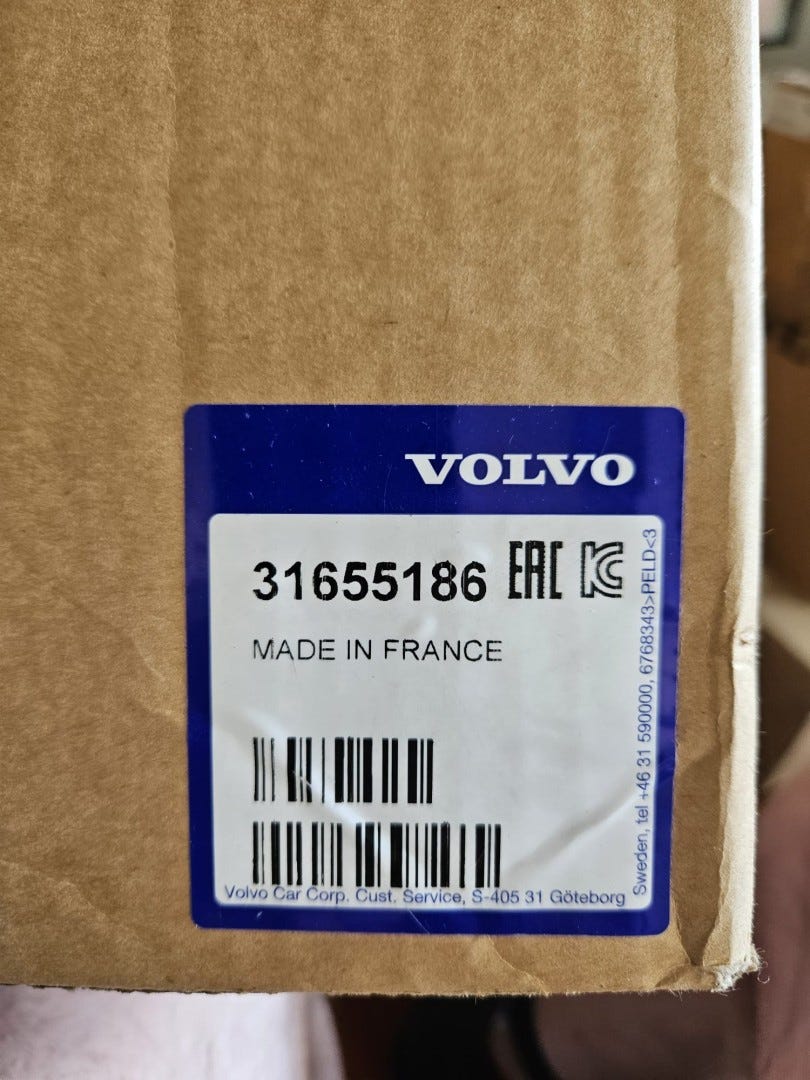 VOLVO
31655186 EAC KC
MADE IN FRANCE
Volvo Car Corp. Cust. Service, S-405 31 Göteborg
Sweden, tel +46 31 590000, 6768343>PELD<3